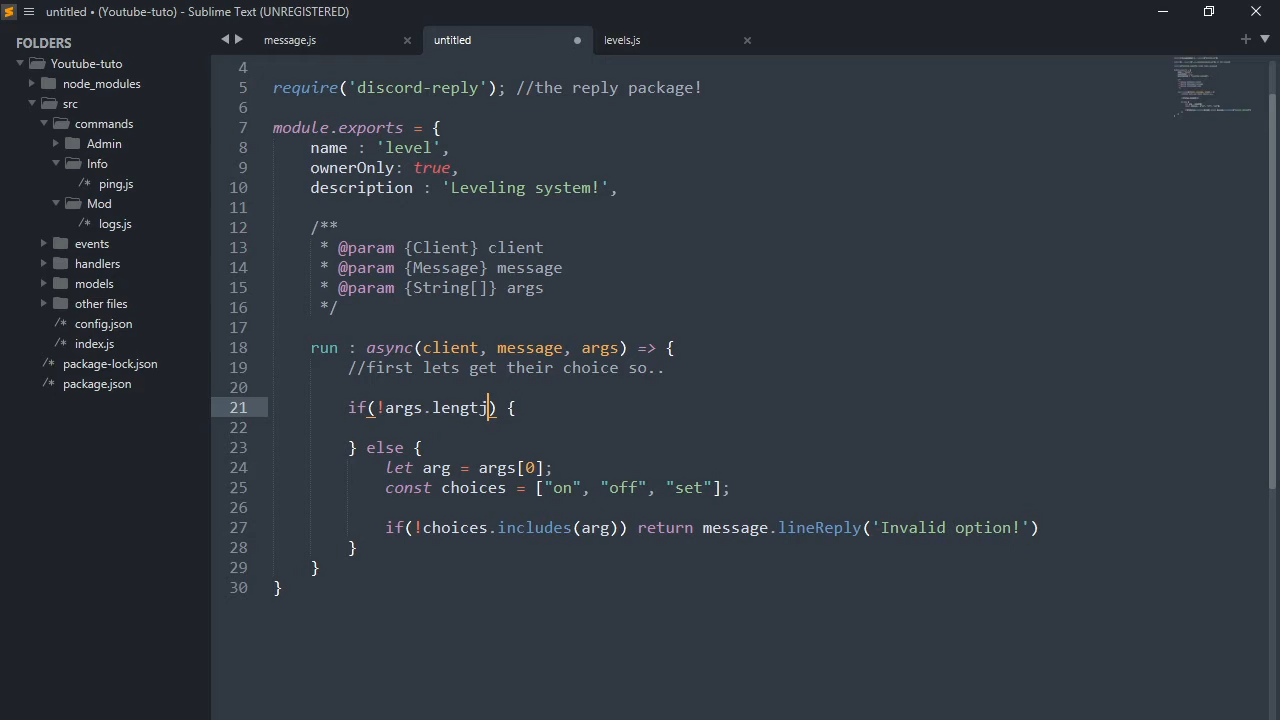 untitled • (Youtube-tuto) - Sublime Text (UNREGISTERED)
FOLDERS
Youtube-tuto
node_modules
src
commands
Admin
Info
/* ping.js
Mod
/* logs.js
events
handlers
models
other files
/* config.json
/* index.js
/* package-lock.json
/* package.json
message.js
untitled
levels.js
4
5 require('discord-reply'); //the reply package!
6
7 module.exports = {
8 name : 'level',
9 ownerOnly: true,
10 description : 'Leveling system!',
11
12 /**
13 * @param {Client} client
14 * @param {Message} message
15 * @param {String[]} args
16 */
17
18 run : async(client, message, args) => {
19 //first lets get their choice so..
20
21 if(!args.lengtj) {
22
23 } else {
24 let arg = args[0];
25 const choices = ["on", "off", "set"];
26
27 if(!choices.includes(arg)) return message.lineReply('Invalid option!')
28 }
29 }
30 }